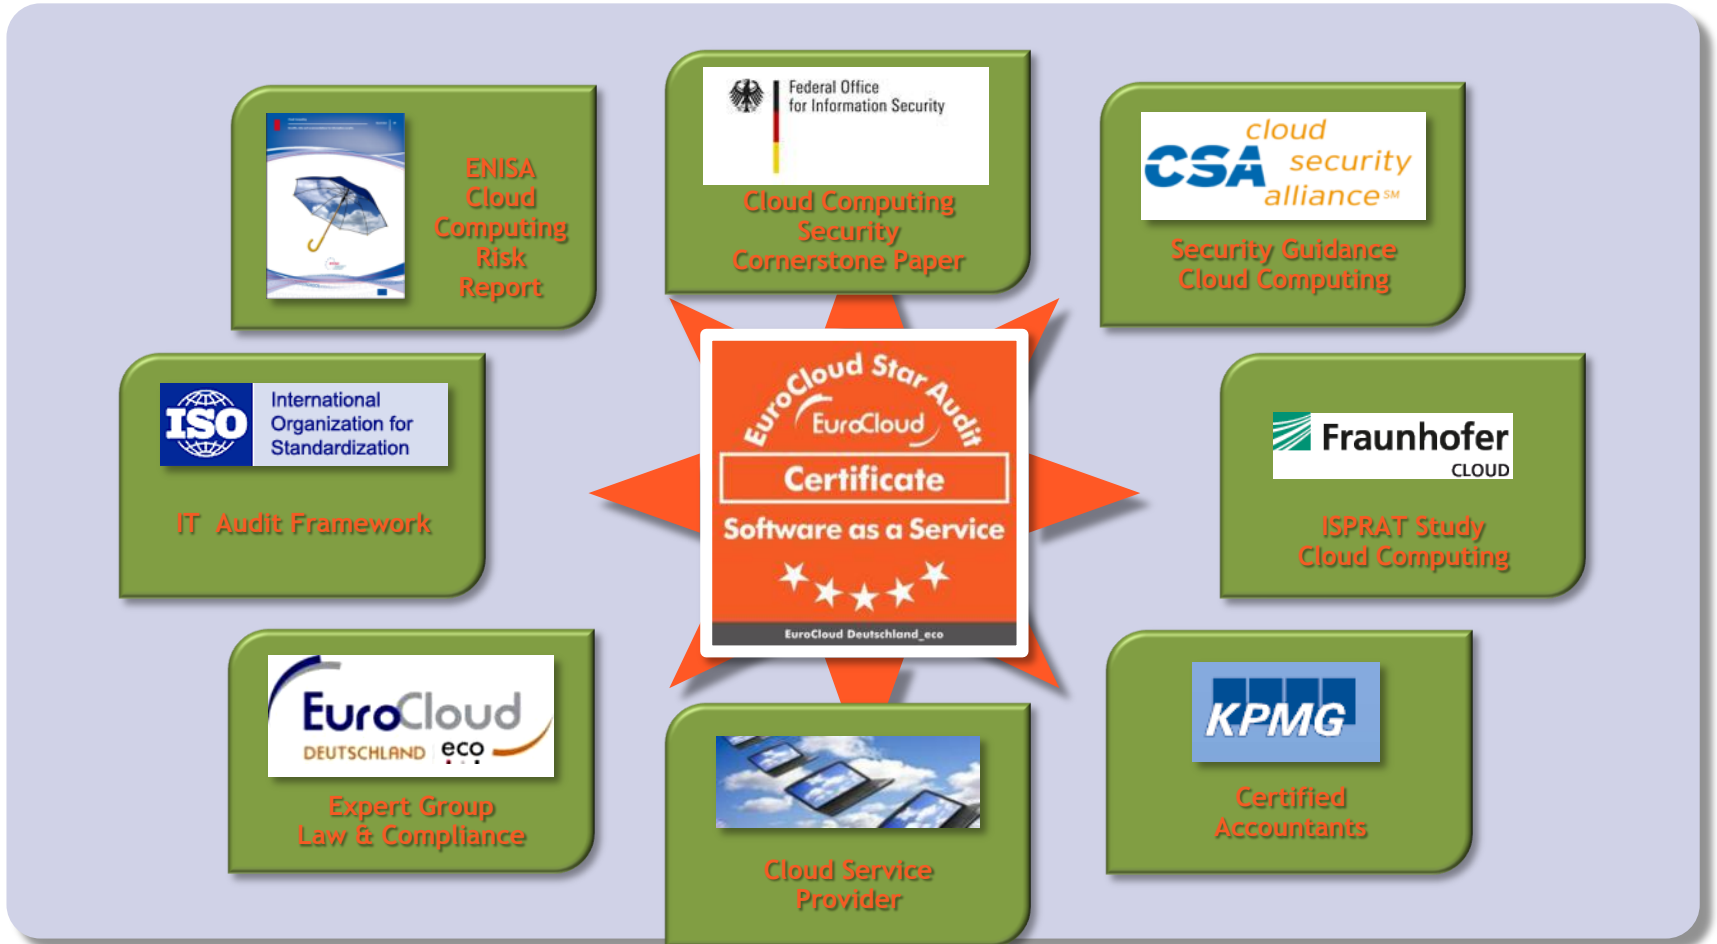 Federal Office
for Information Security
Cloud Computing
Security
Cornerstone Paper
ENISA
Cloud
Computing
Risk
Report
cloud
CSA security
alliance℠
Security Guidance
Cloud Computing
ISO
International
Organization for
Standardization
IT Audit Framework
EuroCloud Star Audit
EuroCloud
Certificate
Software as a Service
EuroCloud Deutschland_eco
Fraunhofer
CLOUD
ISPRAT Study
Cloud Computing
EuroCloud
DEUTSCHLAND eco
Expert Group
Law & Compliance
Cloud Service
Provider
KPMG
Certified
Accountants